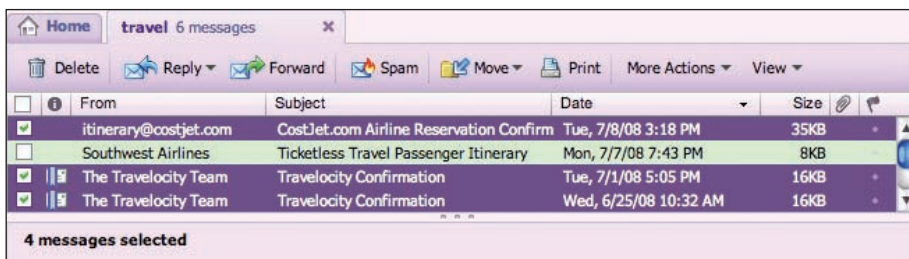 Home travel 6 messages
Delete Reply Forward Spam Move Print More Actions View
From Subject Date Size
itinerary@costjet.com CostJet.com Airline Reservation Confirm Tue, 7/8/08 3:18 PM 35KB
Southwest Airlines Ticketless Travel Passenger Itinerary Mon, 7/7/08 7:43 PM 8KB
The Travelocity Team Travelocity Confirmation Tue, 7/1/08 5:05 PM 16KB
The Travelocity Team Travelocity Confirmation Wed, 6/25/08 10:32 AM 16KB
4 messages selected